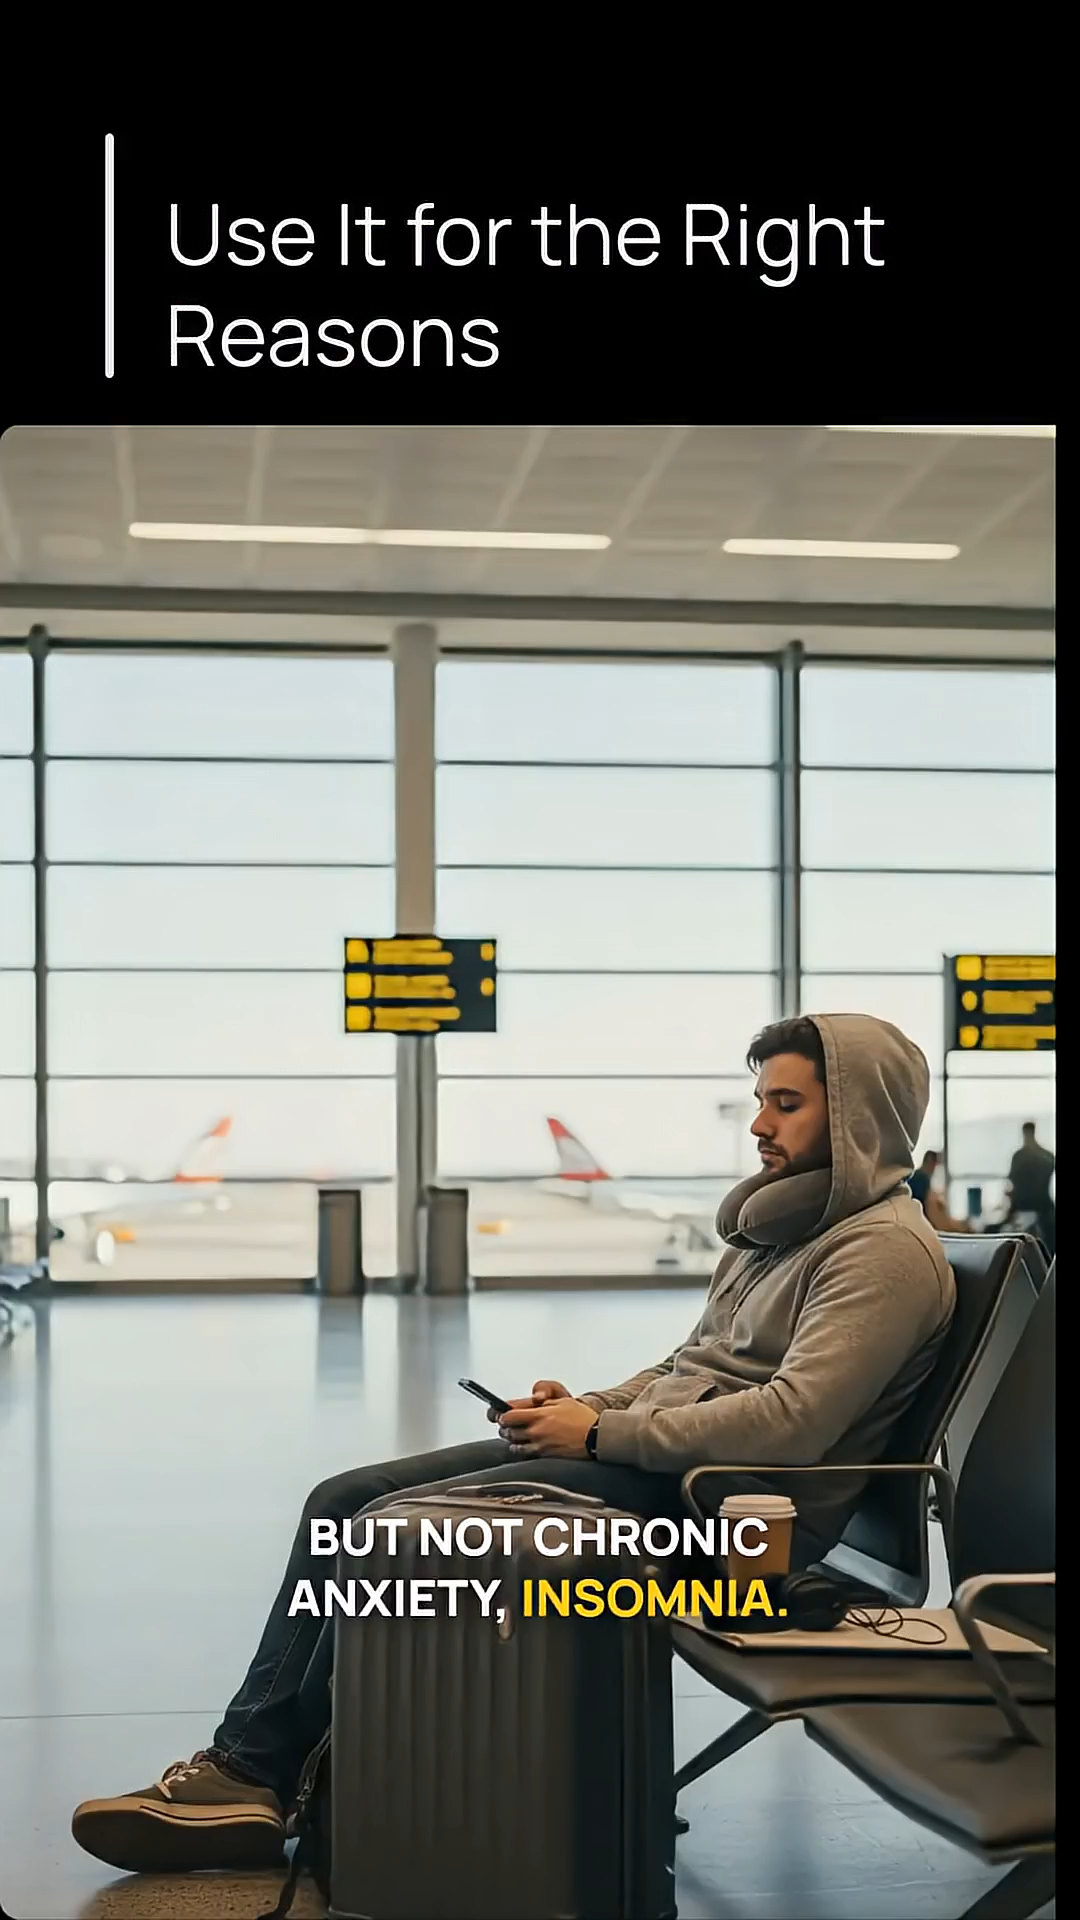 Use It for the Right
Reasons
BUT NOT CHRONIC
ANXIETY, INSOMNIA.